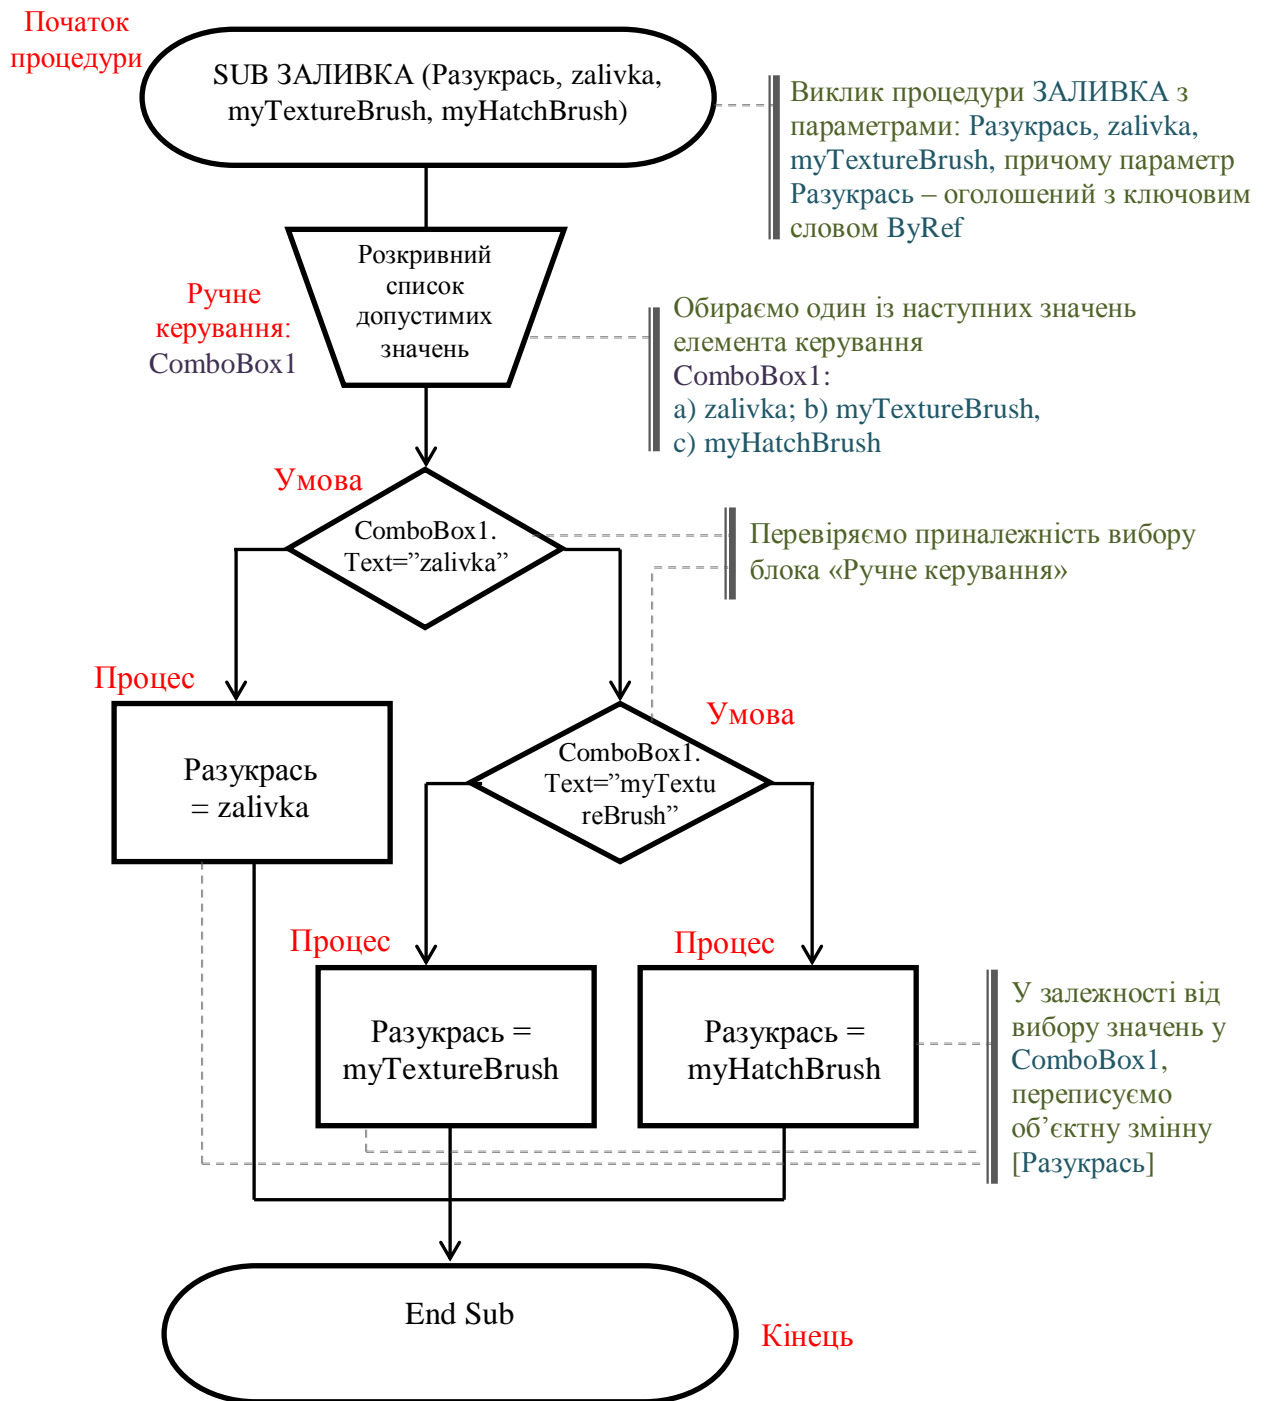 Початок
процедури
SUB ЗАЛИВКА (Разукрась, zalivka,
myTextureBrush, myHatchBrush)
Виклик процедури ЗАЛИВКА з
параметрами: Разукрась, zalivka,
myTextureBrush, причому параметр
Разукрась – оголошений з ключовим
словом ByRef
Розкривний
список
допустимих
значень
Ручне
керування:
ComboBox1
Обираємо один із наступних значень
елемента керування
ComboBox1:
a) zalivka; b) myTextureBrush,
c) myHatchBrush
Умова
ComboBox1.
Text=”zalivka”
Перевіряємо приналежність вибору
блока «Ручне керування»
Процес
Разукрась
= zalivka
Умова
ComboBox1.
Text=”myTextu
reBrush”
Процес
Разукрась =
myTextureBrush
Процес
Разукрась =
myHatchBrush
У залежності від
вибору значень у
ComboBox1,
переписуємо
об’єктну змінну
[Разукрась]
End Sub
Кінець